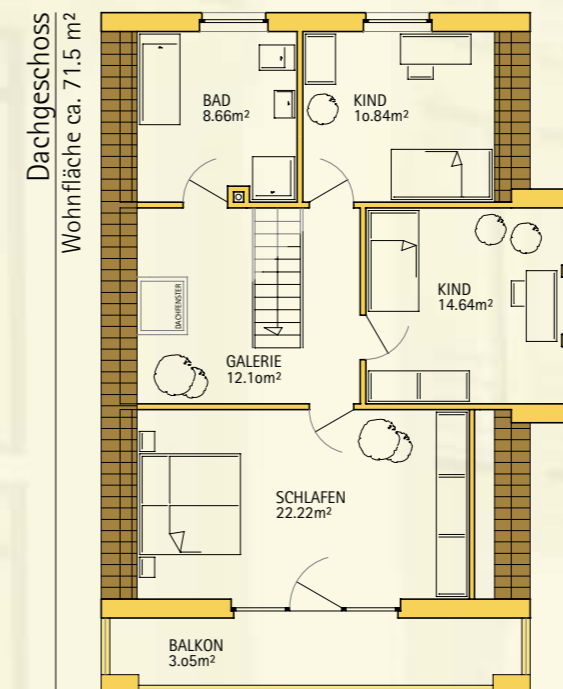 Dachgeschoss
Wohnfläche ca. 71.5 m²
BAD
8.66m²
KIND
1o.84m²
KIND
14.64m²
DACHFENSTER
GALERIE
12.1om²
SCHLAFEN
22.22m²
BALKON
3.o5m²